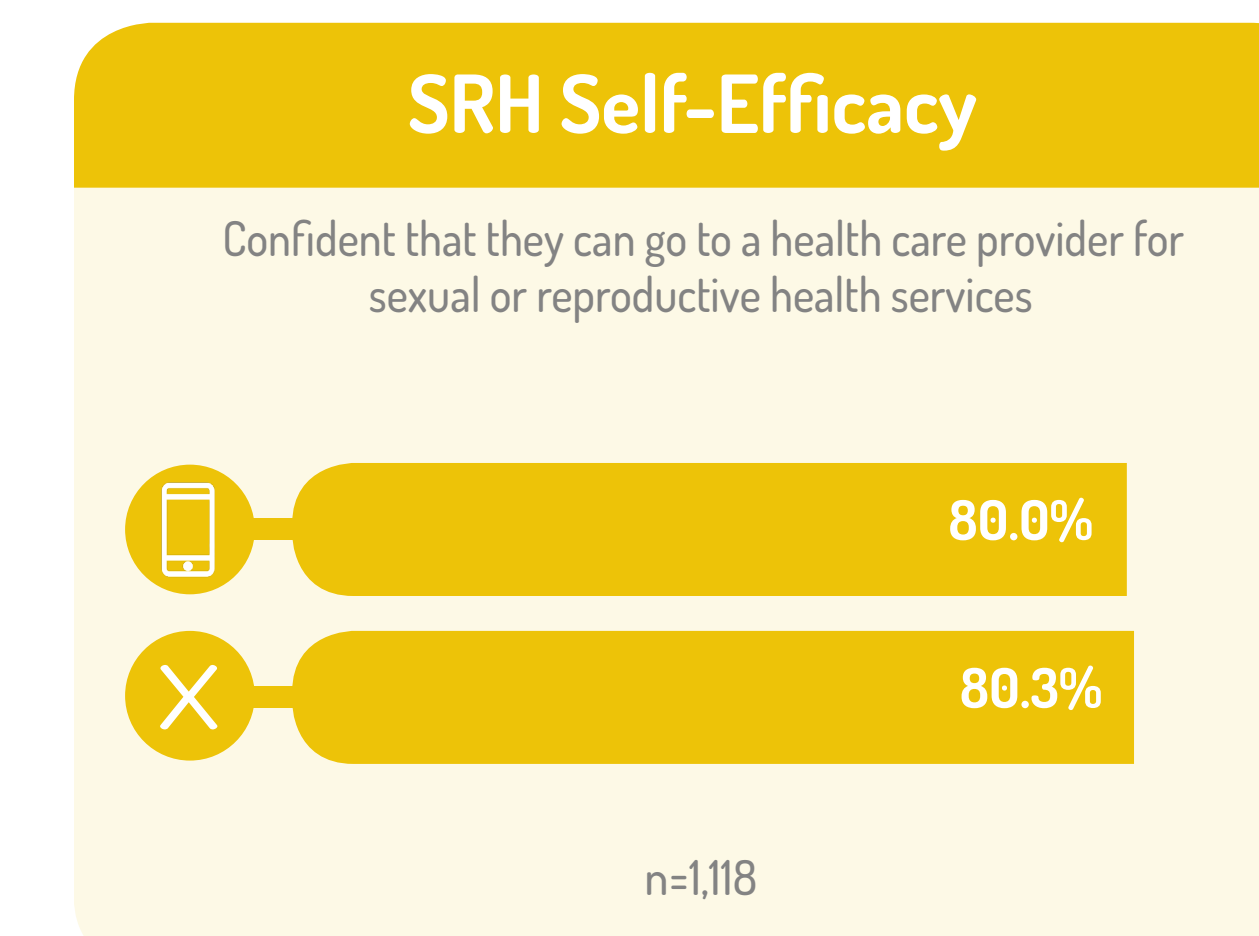 SRH Self-Efficacy
Confident that they can go to a health care provider for
sexual or reproductive health services
80.0%
80.3%
n=1,118